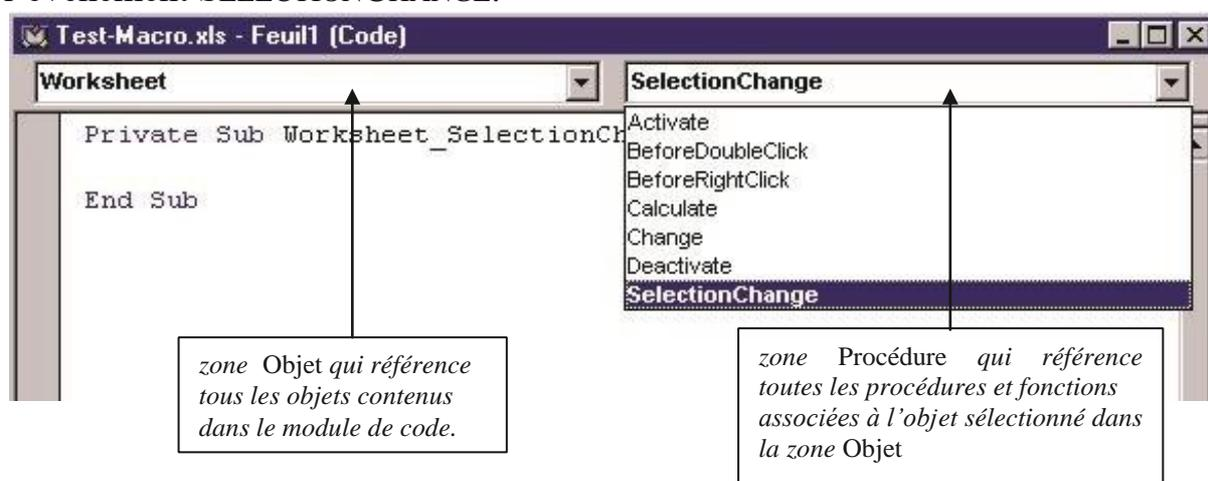 Test-Macro.xls - Feuil1 (Code)
Worksheet
SelectionChange
Private Sub Worksheet_SelectionCh
End Sub
Activate
BeforeDoubleClick
BeforeRightClick
Calculate
Change
Deactivate
SelectionChange
zone Objet qui référence
tous les objets contenus
dans le module de code.
zone Procédure qui référence
toutes les procédures et fonctions
associées à l'objet sélectionné dans
la zone Objet